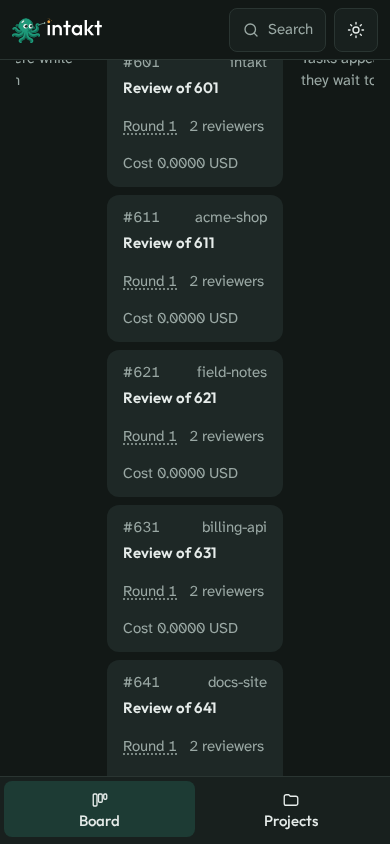 intakt
Search
#601 intakt
they wait to
Review of 601
Round 1 2 reviewers
Cost 0.0000 USD
#611 acme-shop
Review of 611
Round 1 2 reviewers
Cost 0.0000 USD
#621 field-notes
Review of 621
Round 1 2 reviewers
Cost 0.0000 USD
#631 billing-api
Review of 631
Round 1 2 reviewers
Cost 0.0000 USD
#641 docs-site
Review of 641
Round 1 2 reviewers
Board
Projects